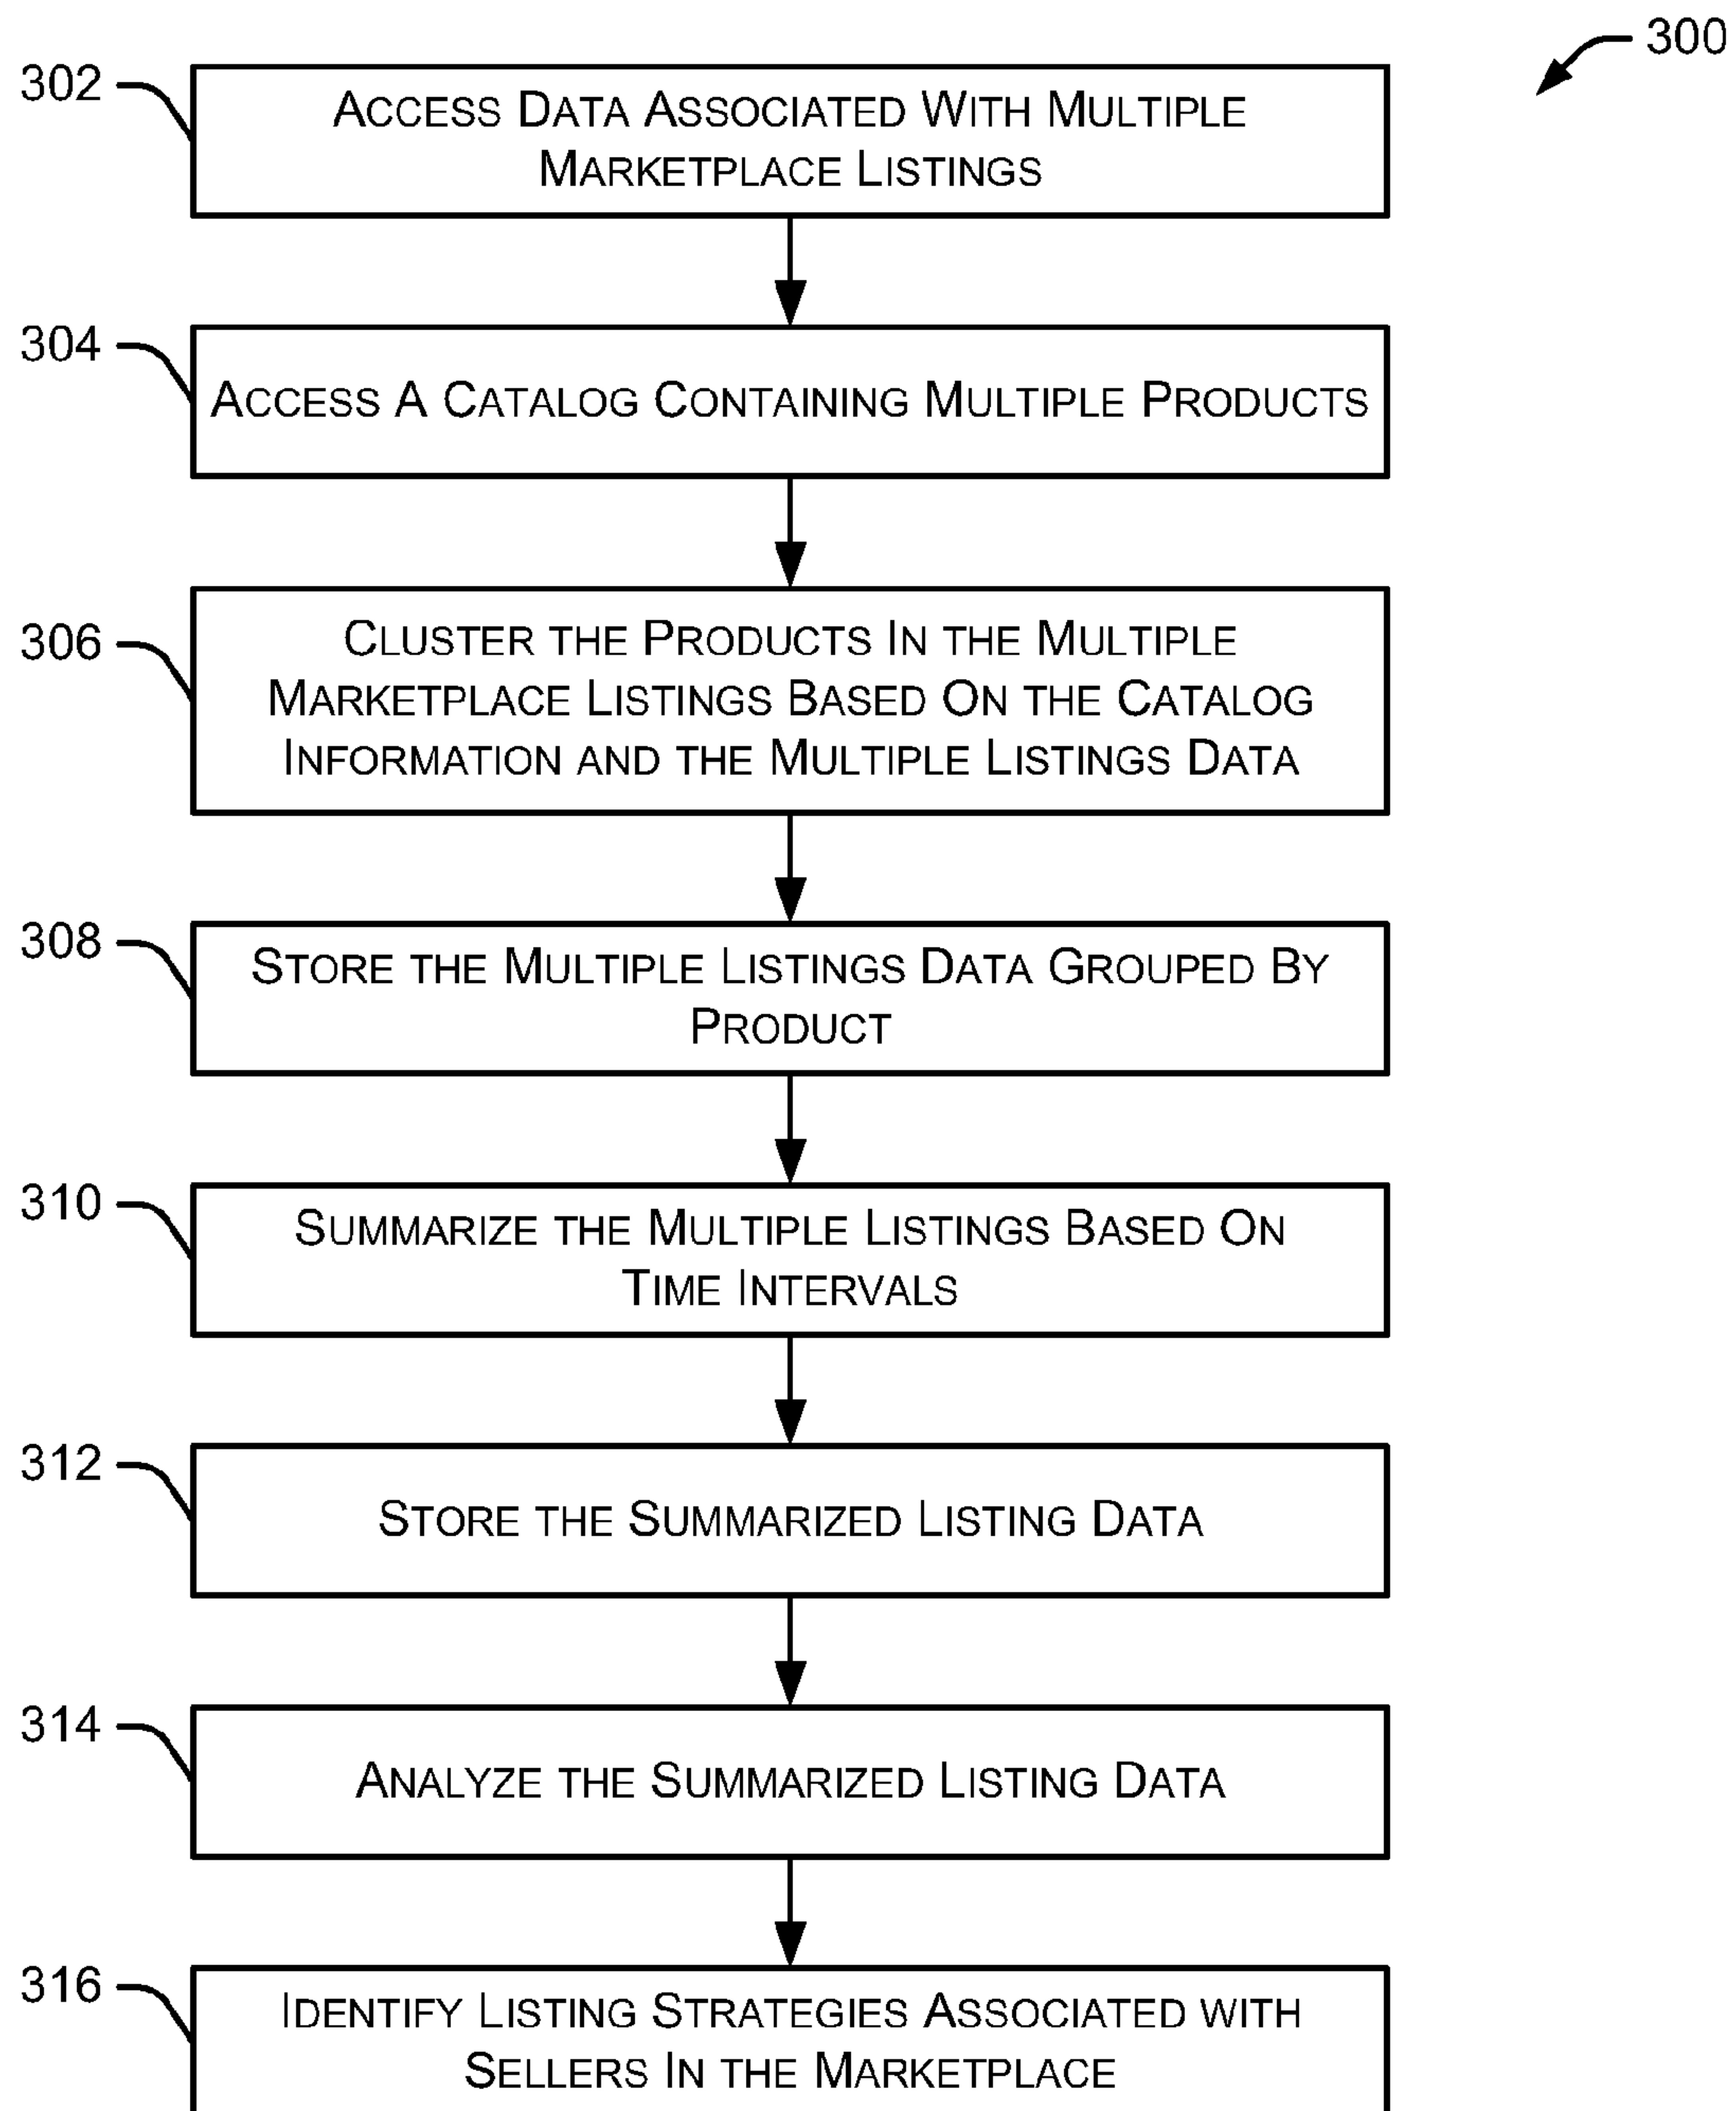 300
302
Access Data Associated With Multiple
Marketplace Listings
304
Access A Catalog Containing Multiple Products
306
Cluster the Products In the Multiple
Marketplace Listings Based On the Catalog
Information and the Multiple Listings Data
308
Store the Multiple Listings Data Grouped By
Product
310
Summarize the Multiple Listings Based On
Time Intervals
312
Store the Summarized Listing Data
314
Analyze the Summarized Listing Data
316
Identify Listing Strategies Associated with
Sellers In the Marketplace